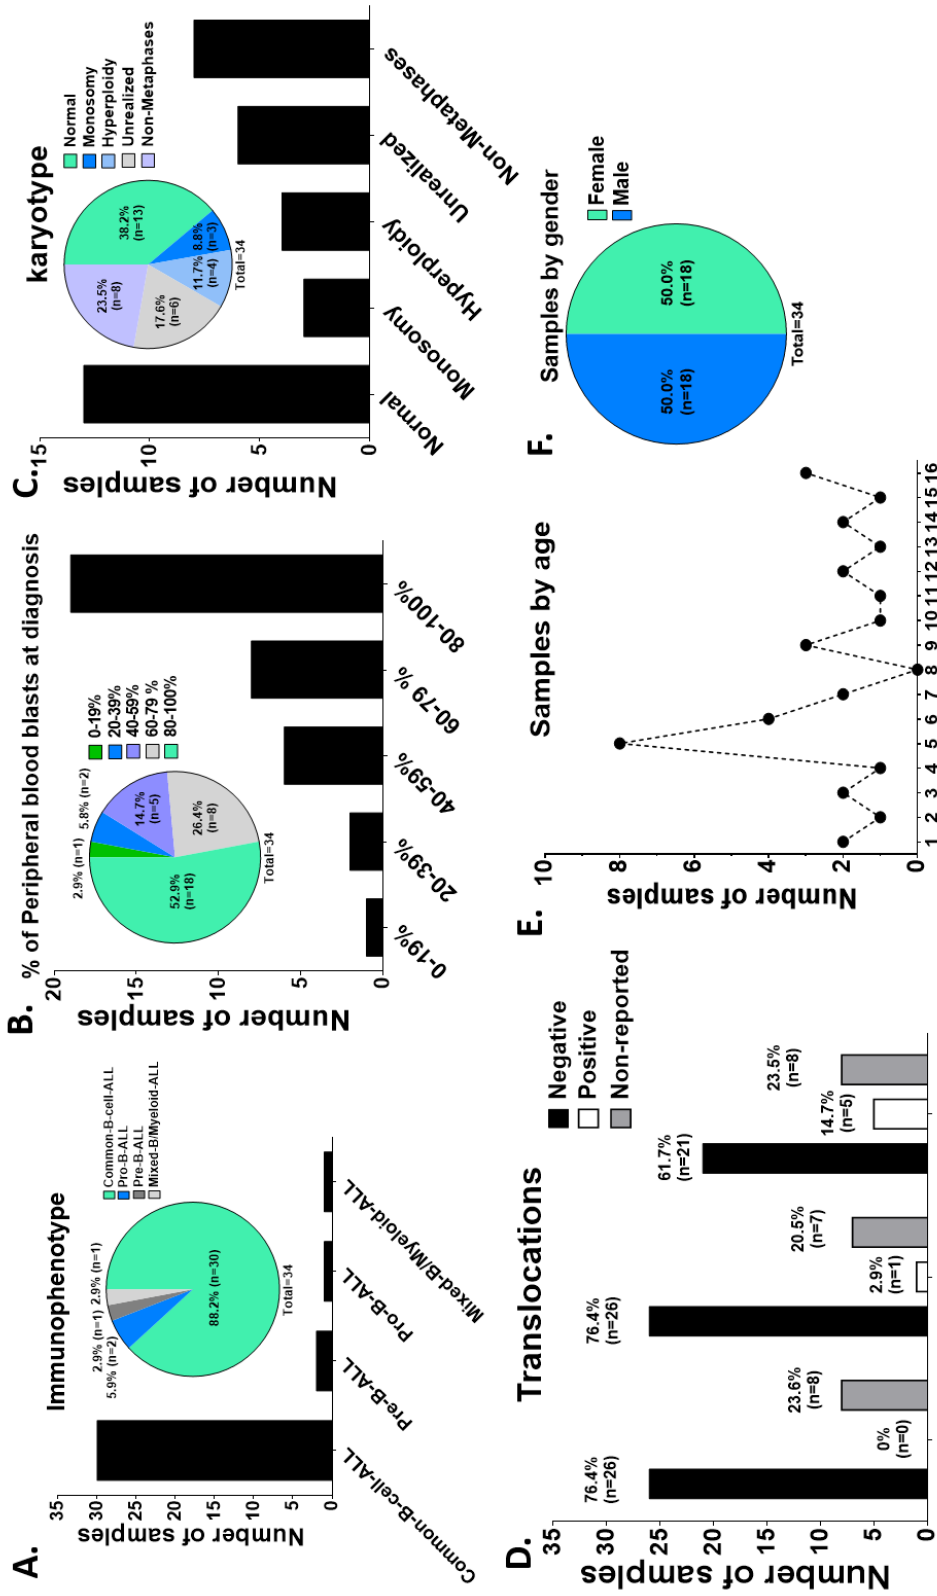 A.
Immunophenotype
Number of samples
35
30
25
20
15
10
5
0
Common-B-cell-ALL
Pre-B-ALL
Pro-B-ALL
Mixed-B/Myeloid-ALL
Common-B-cell-ALL
Pro-B-ALL
Pre-B-ALL
Mixed-B/Myeloid-ALL
88.2% (n=30)
5.9% (n=2)
2.9% (n=1)
2.9% (n=1)
Total=34
B.
% of Peripheral blood blasts at diagnosis
Number of samples
20
15
10
5
0
0-19%
20-39%
40-59%
60-79 %
80-100%
0-19%
20-39%
40-59%
60-79 %
80-100%
2.9% (n=1)
5.8% (n=2)
14.7%
(n=5)
26.4%
(n=8)
52.9%
(n=18)
Total=34
C.
karyotype
Number of samples
15
10
5
0
Normal
Monosomy
Hyperploidy
Unrealized
Non-Metaphases
Normal
Monosomy
Hyperploidy
Unrealized
Non-Metaphases
38.2%
(n=13)
8.8%
(n=3)
11.7%
(n=4)
17.6%
(n=6)
23.5%
(n=8)
Total=34
D.
Translocations
Number of samples
35
30
25
20
15
10
5
0
Negative
Positive
Non-reported
76.4%
(n=26)
0%
(n=0)
23.6%
(n=8)
76.4%
(n=26)
2.9%
(n=1)
20.5%
(n=7)
61.7%
(n=21)
14.7%
(n=5)
23.5%
(n=8)
E.
Samples by age
Number of samples
10
8
6
4
2
0
1 2 3 4 5 6 7 8 9 10 11 12 13 14 15 16
F.
Samples by gender
Female
Male
50.0%
(n=18)
50.0%
(n=18)
Total=34